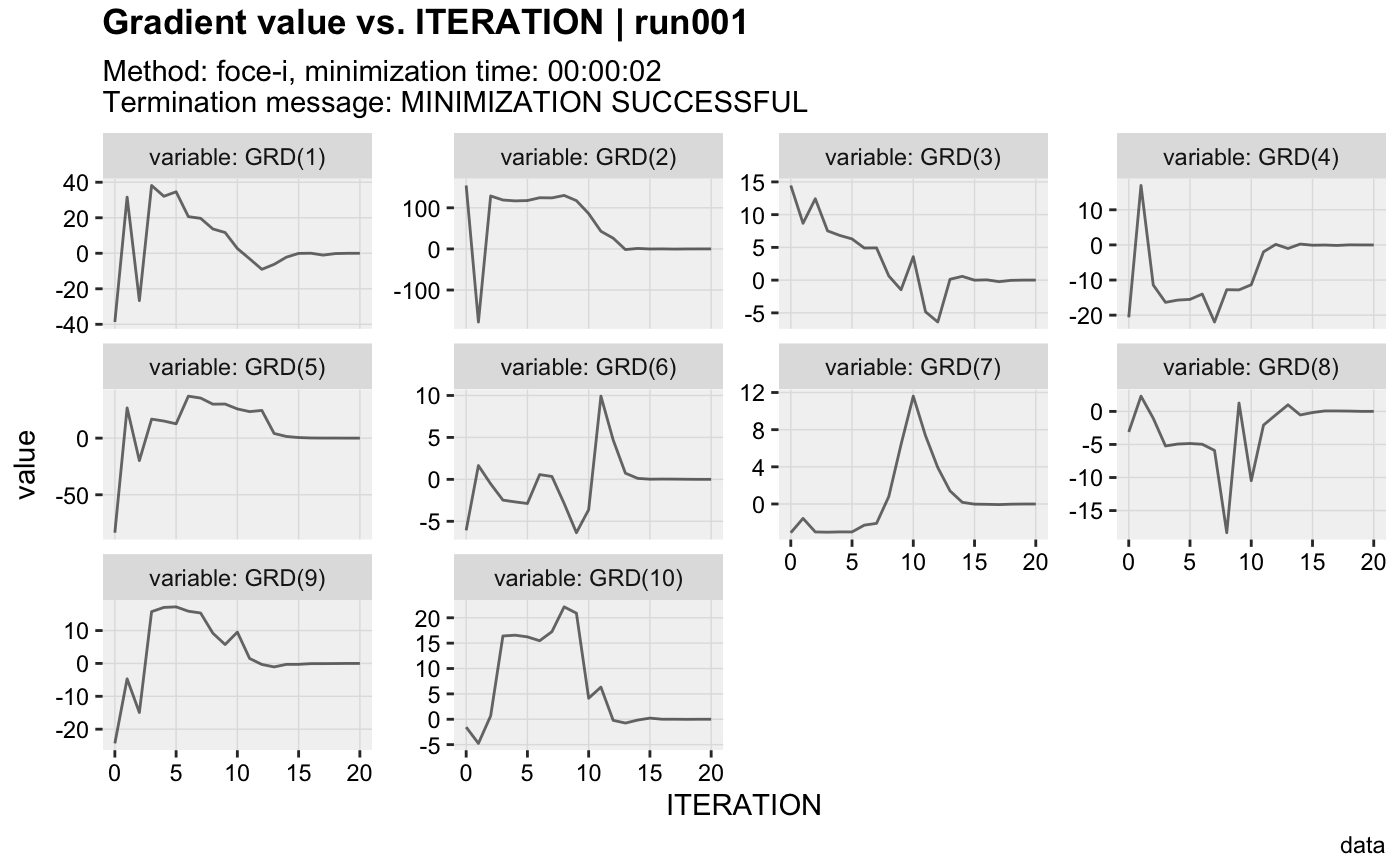 Gradient value vs. ITERATION | run001
Method: foce-i, minimization time: 00:00:02
Termination message: MINIMIZATION SUCCESSFUL
variable: GRD(1)
40
20
0
-20
-40
variable: GRD(2)
100
0
-100
variable: GRD(3)
15
10
5
0
-5
variable: GRD(4)
10
0
-10
-20
value
variable: GRD(5)
0
-50
variable: GRD(6)
10
5
0
-5
variable: GRD(7)
12
8
4
0
0 5 10 15 20
variable: GRD(8)
0
-5
-10
-15
0 5 10 15 20
variable: GRD(9)
10
0
-10
-20
0 5 10 15 20
variable: GRD(10)
20
15
10
5
0
-5
0 5 10 15 20
ITERATION
data